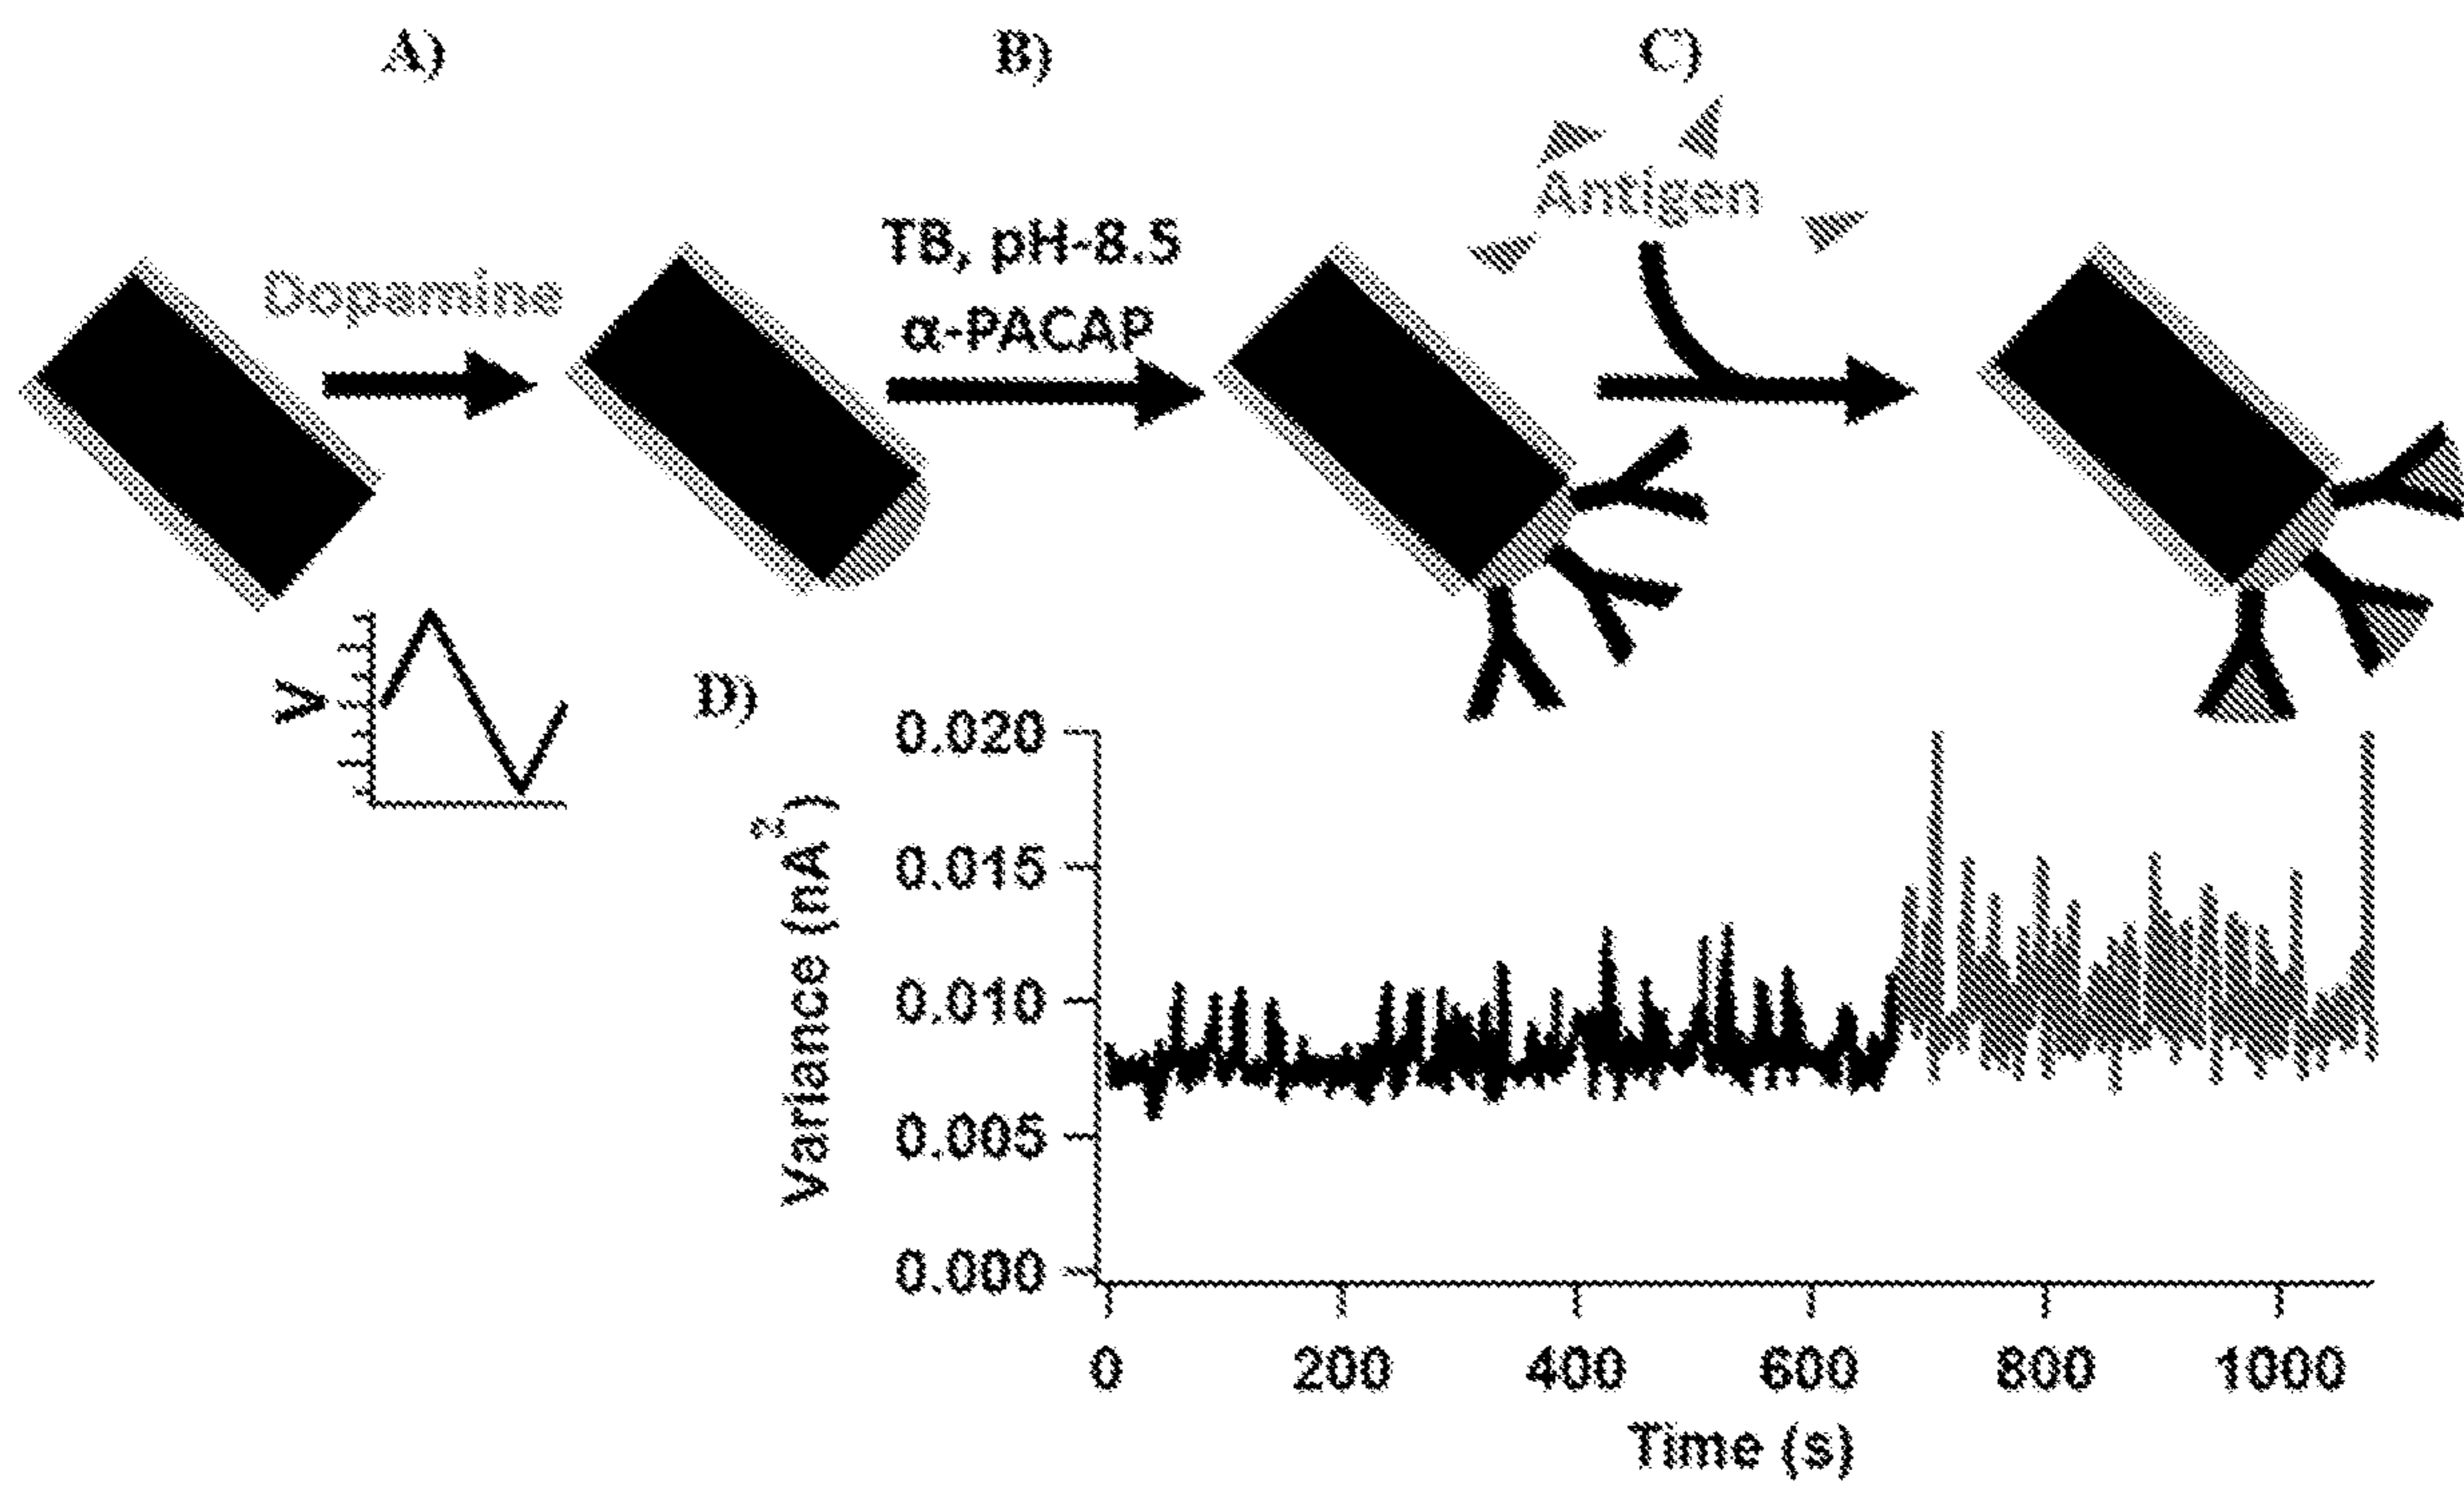 A)
B)
C)
Antigen
Dopamine
TB, pH-8.5
α-PACAP
V
D)
Variance (nA²)
0.020
0.015
0.010
0.005
0.000
0 200 400 600 800 1000
Time (s)